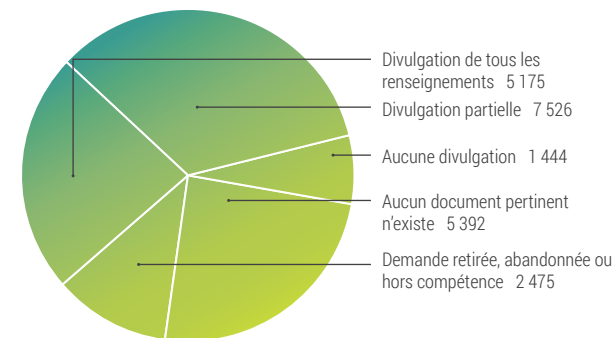 Divulgation de tous les
renseignements 5 175
Divulgation partielle 7 526
Aucune divulgation 1 444
Aucun document pertinent
n’existe 5 392
Demande retirée, abandonnée ou
hors compétence 2 475